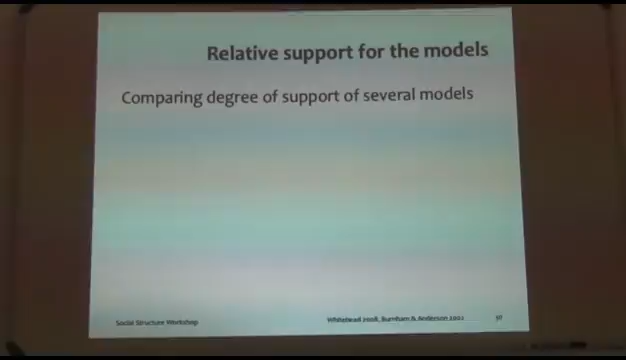 Relative support for the models
Comparing degree of support of several models
Social Structure Workshop
Whitehead 2008, Burnham & Anderson 2002